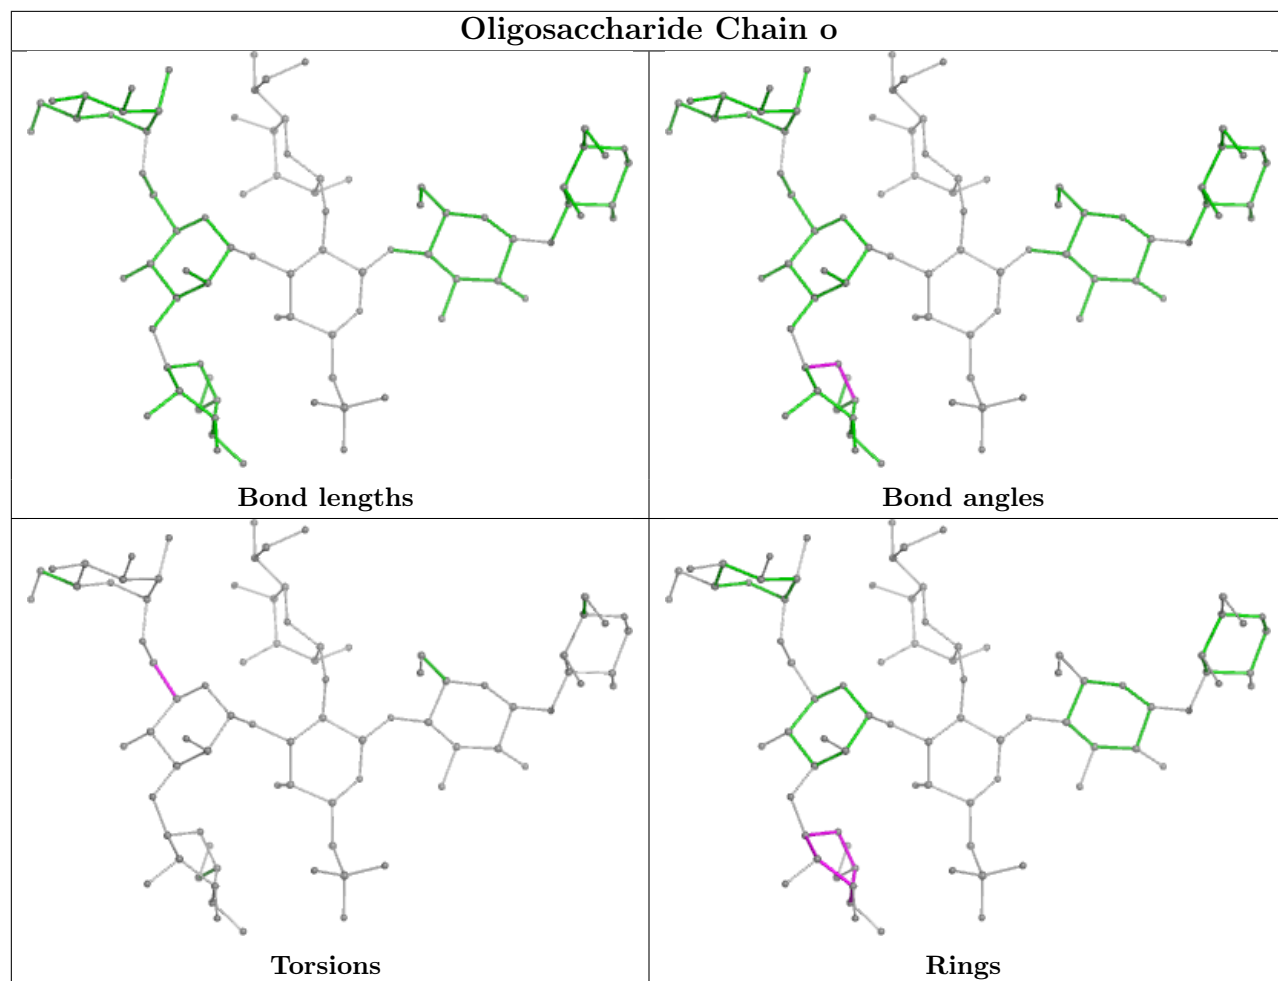 Oligosaccharide Chain o
Bond lengths
Bond angles
Torsions
Rings